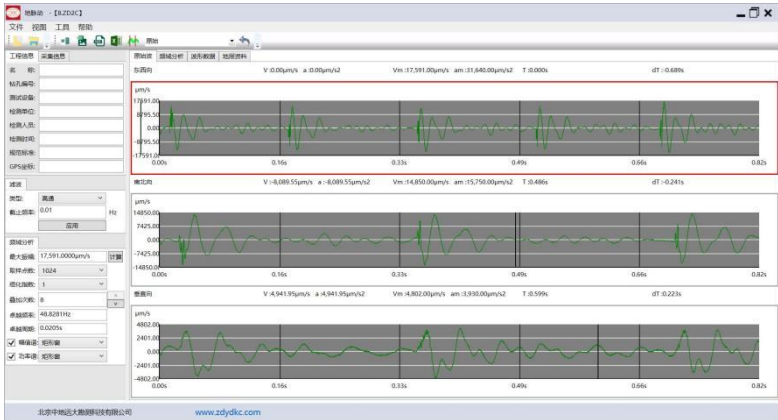 地脉动 - [BZD2C]
文件 视图 工具 帮助
原始
工程信息 采集信息
名 称:
钻孔编号:
测试设备:
检测单位:
检测人员:
检测时间:
规范标准:
GPS坐标:
滤波
类型: 高通
截止频率: 0.01 Hz
应用
频域分析
最大振幅: 17,591.0000μm/s 计算
取样点数: 1024
细化指数: 1
叠加次数: 8
卓越频率: 48.8281Hz
卓越周期: 0.0205s
幅值谱: 矩形窗
功率谱: 矩形窗
原始波 频域分析 波形数据 地层资料
东西向 V :0.00μm/s a :0.00μm/s2 Vm :17,591.00μm/s am :31,640.00μm/s2 T :0.000s dT :-0.689s
μm/s
17591.00
8795.50
0.00
-8795.50
-17591.00
0.00s 0.16s 0.33s 0.49s 0.66s 0.82s
南北向 V :-8,089.55μm/s a :-8,089.55μm/s2 Vm :14,850.00μm/s am :15,750.00μm/s2 T :0.486s dT :-0.241s
μm/s
14850.00
7425.00
0.00
-7425.00
-14850.00
0.00s 0.16s 0.33s 0.49s 0.66s 0.82s
垂直向 V :4,941.95μm/s a :4,941.95μm/s2 Vm :4,802.00μm/s am :3,930.00μm/s2 T :0.599s dT :0.223s
μm/s
4802.00
2401.00
0.00
-2401.00
-4802.00
0.00s 0.16s 0.33s 0.49s 0.66s 0.82s
北京中地远大勘测科技有限公司 www.zdydkc.com